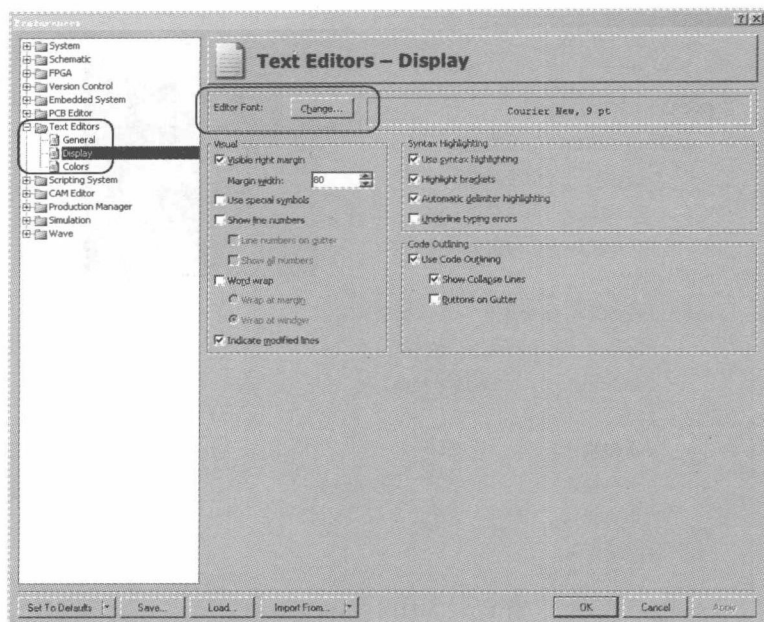 Preferences
System
Schematic
FPGA
Version Control
Embedded System
PCB Editor
Text Editors
General
Display
Colors
Scripting System
CAM Editor
Production Manager
Simulation
Wave
Text Editors – Display
Editor Font: Change... Courier New, 9 pt
Visual
Visible right margin
Margin width: 80
Use special symbols
Show line numbers
Line numbers on gutter
Show all numbers
Word wrap
Wrap at margin
Wrap at window
Indicate modified lines
Syntax Highlighting
Use syntax highlighting
Highlight brackets
Automatic delimiter highlighting
Underline typing errors
Code Outlining
Use Code Outlining
Show Collapse Lines
Buttons on Gutter
Set To Defaults Save... Load... Import From... OK Cancel Apply